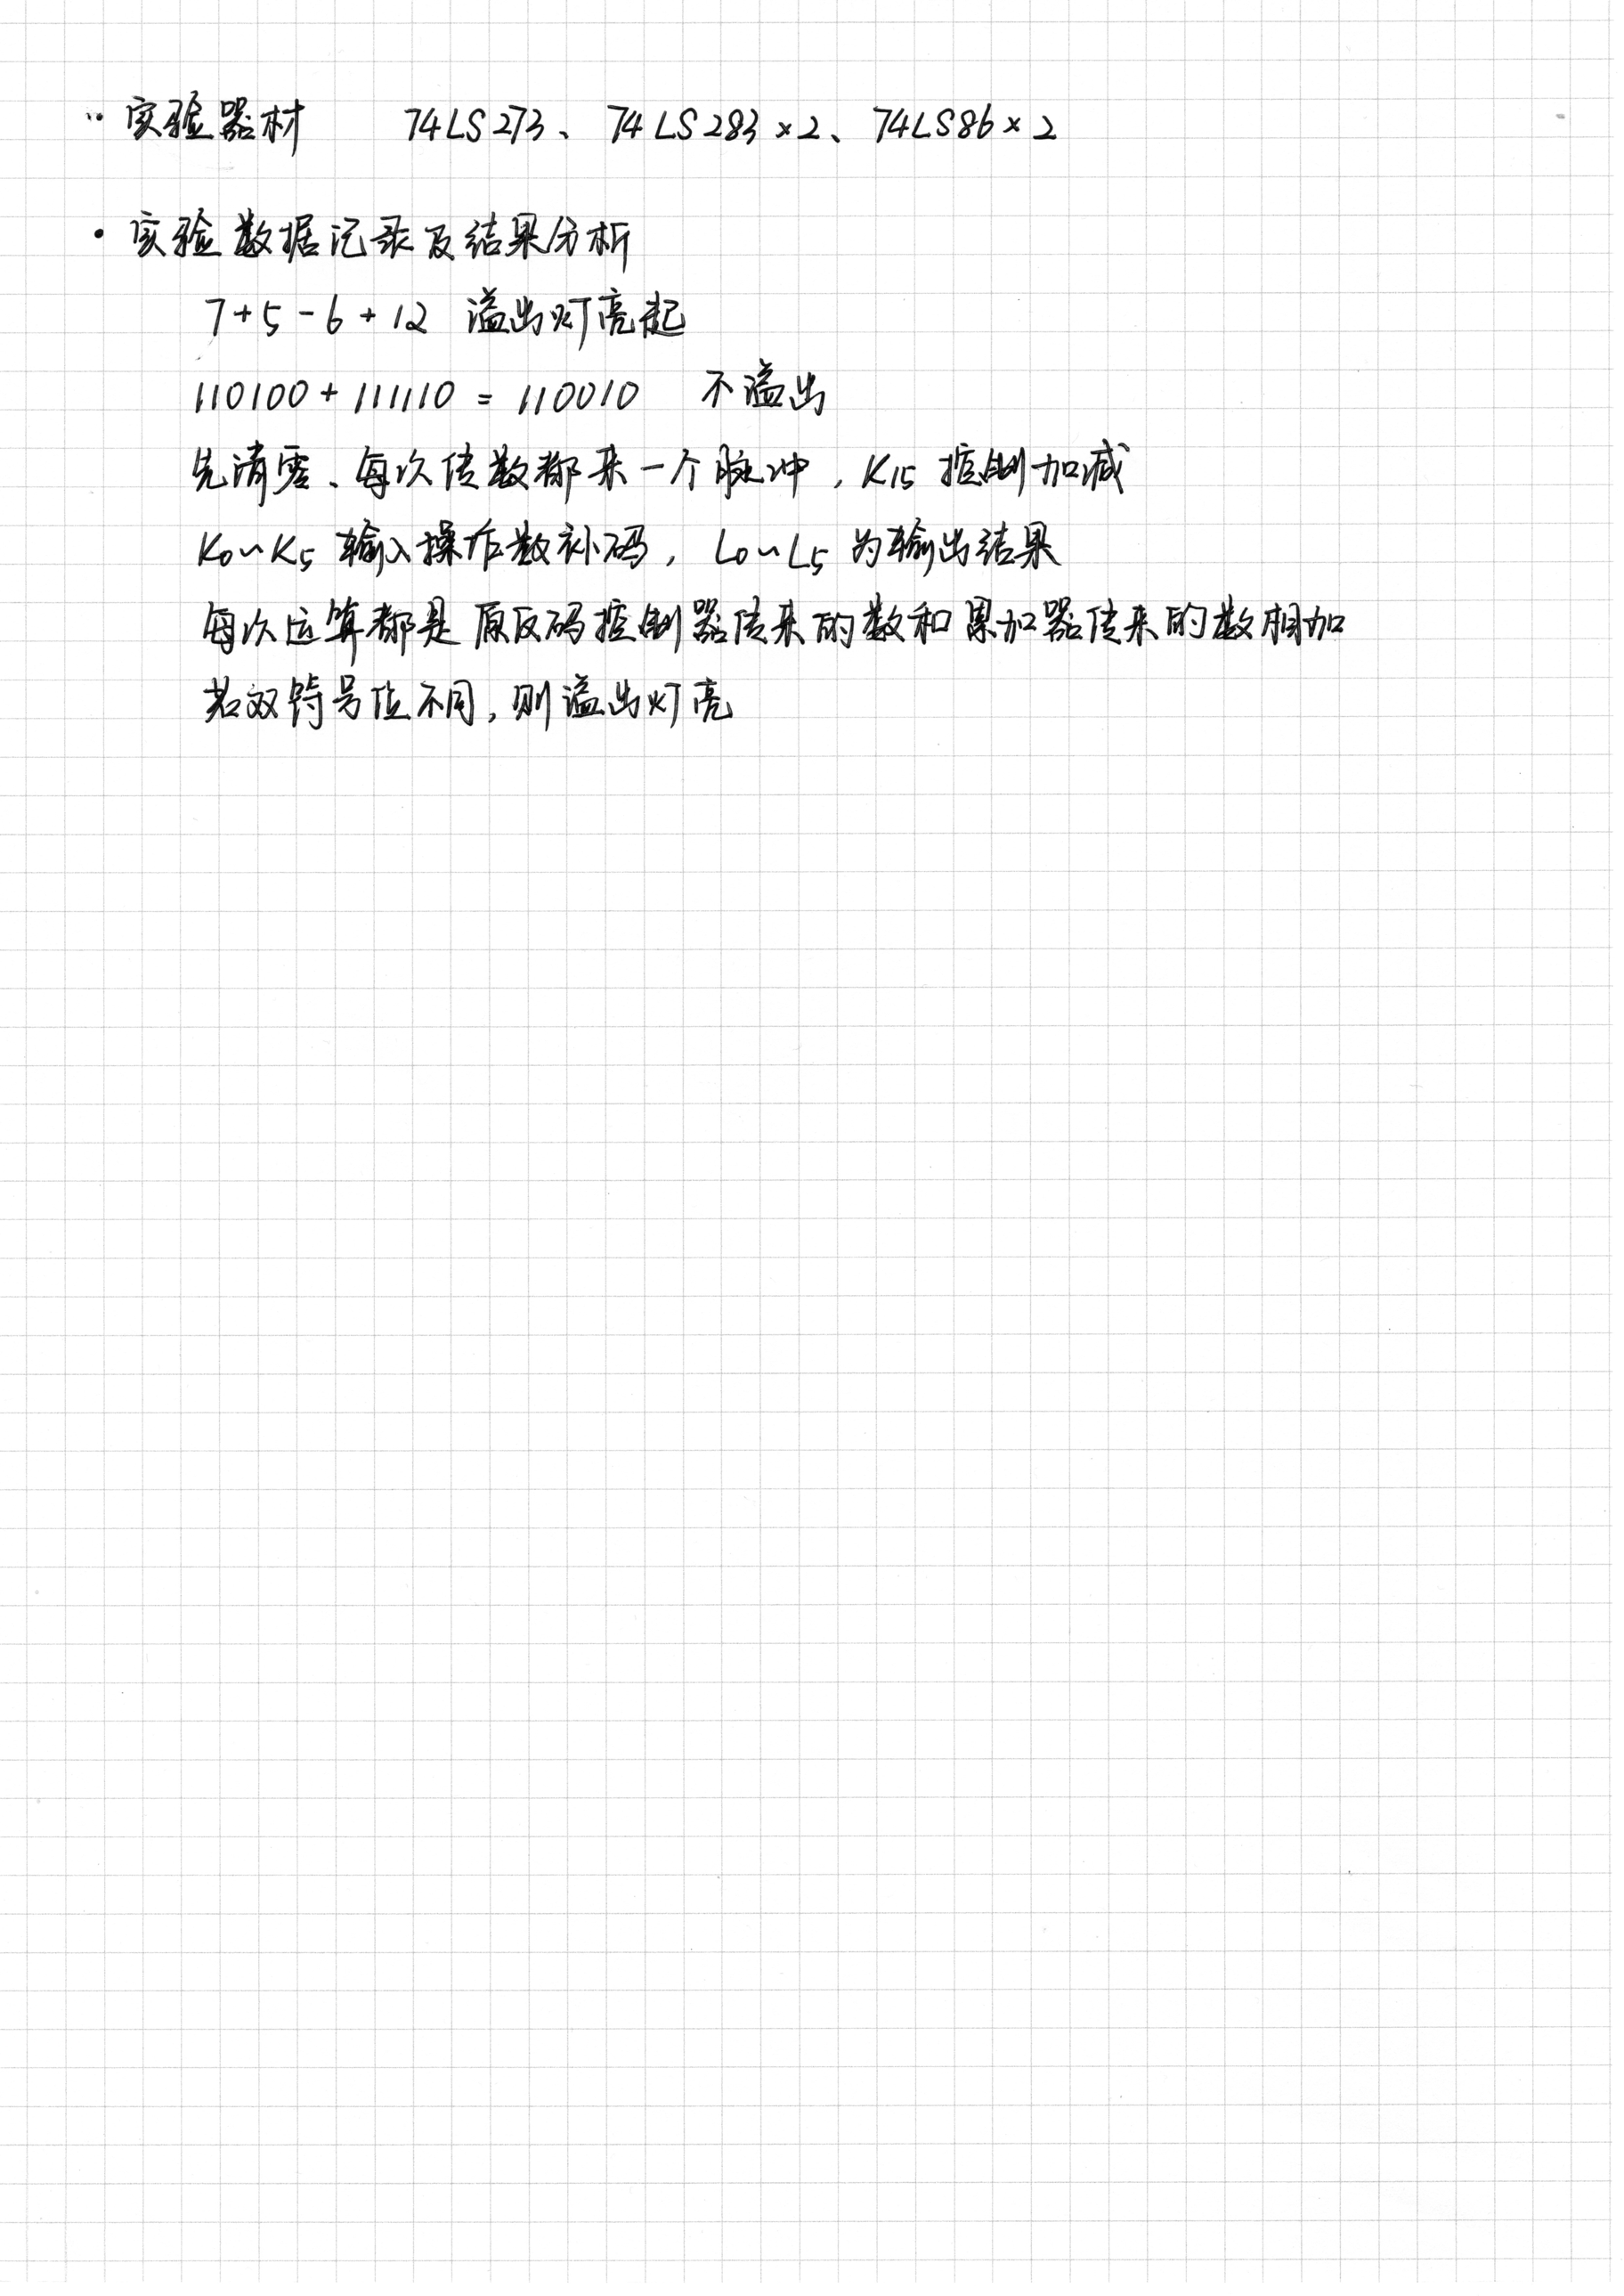 ·· 实验器材 74LS273、74LS283×2、74LS86×2
· 实验数据记录及结果分析
7+5-6+12 溢出灯亮起
110100+111110=110010 不溢出
先清零、每次传数都来一个脉冲，K15 控制加减
K0~K5 输入操作数补码，L0~L5 为输出结果
每次运算都是原反码控制器传来的数和累加器传来的数相加
若双符号位不同，则溢出灯亮